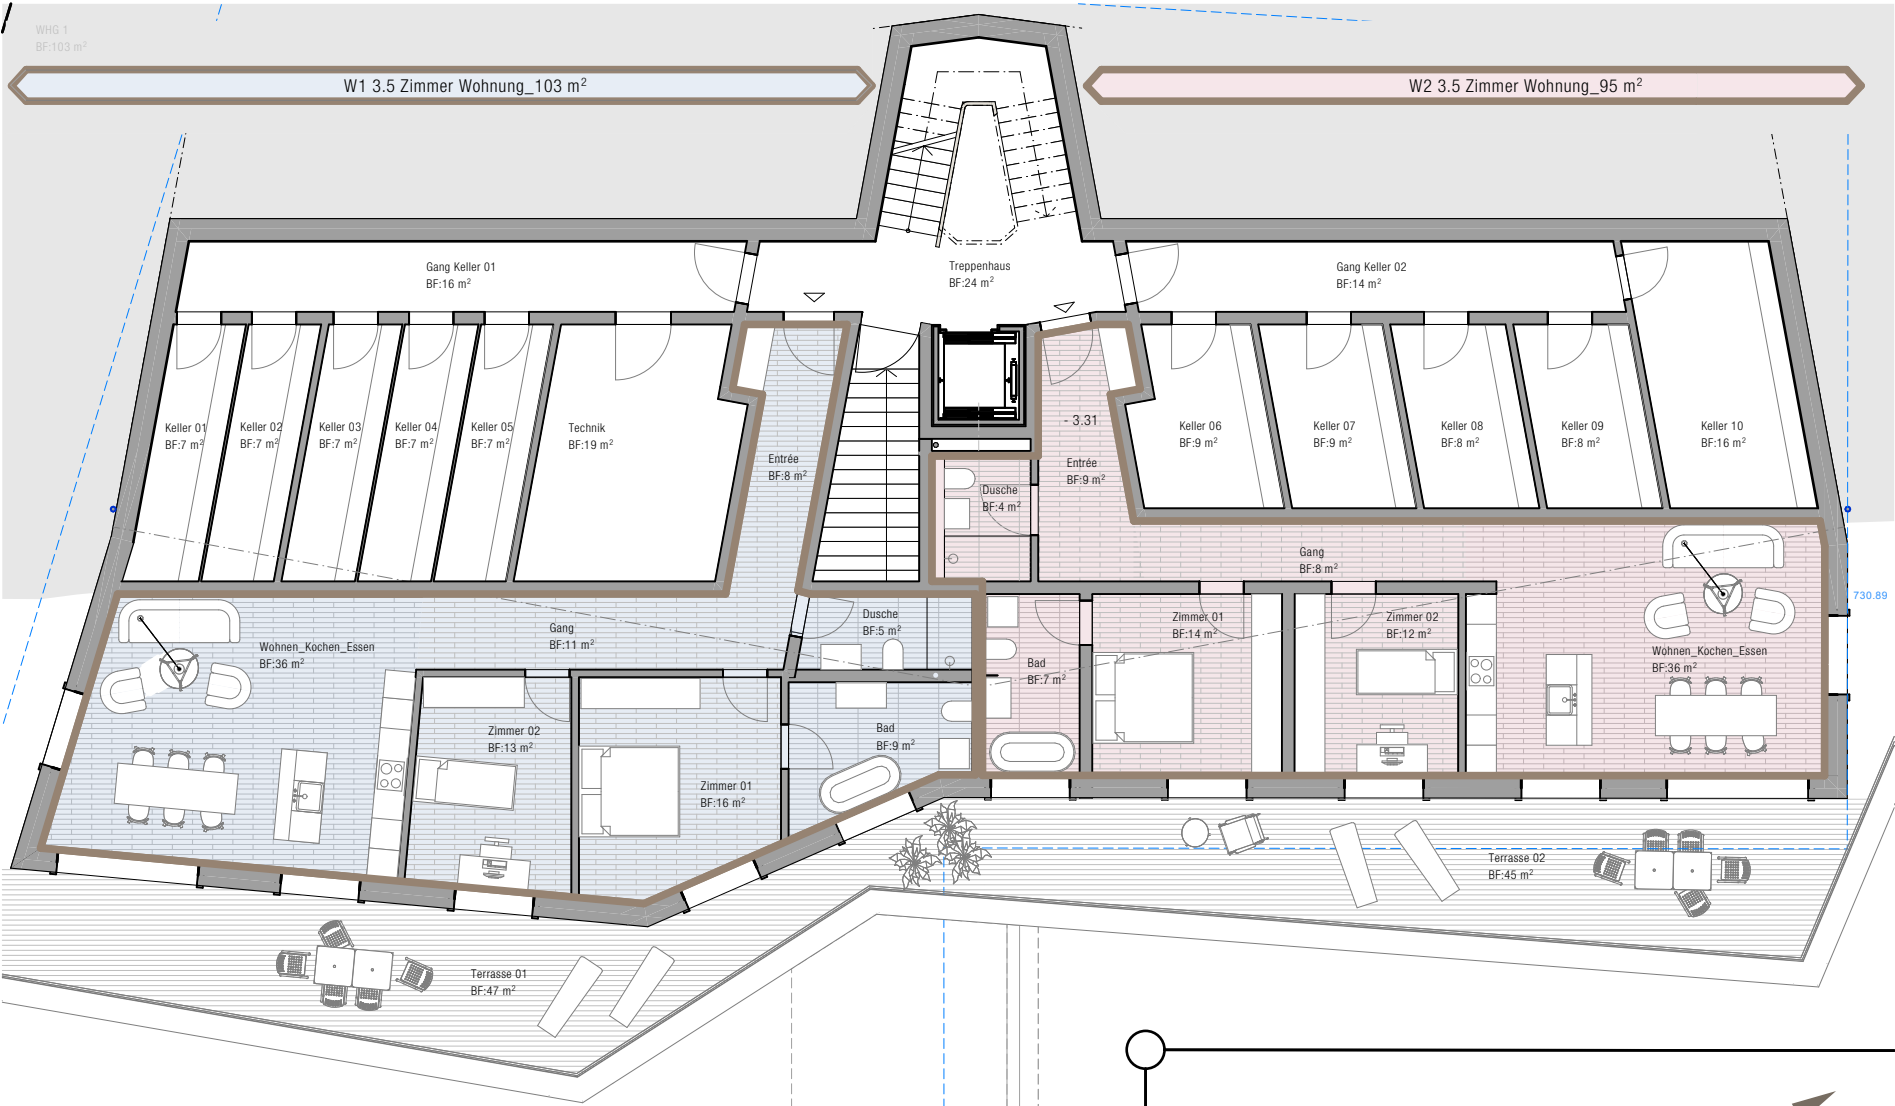 WHG 1
BF:103 m²
W1 3.5 Zimmer Wohnung_103 m²
W2 3.5 Zimmer Wohnung_95 m²
Gang Keller 01
BF:16 m²
Treppenhaus
BF:24 m²
Gang Keller 02
BF:14 m²
Keller 01
BF:7 m²
Keller 02
BF:7 m²
Keller 03
BF:7 m²
Keller 04
BF:7 m²
Keller 05
BF:7 m²
Technik
BF:19 m²
Entrée
BF:8 m²
- 3.31
Entrée
BF:9 m²
Dusche
BF:4 m²
Keller 06
BF:9 m²
Keller 07
BF:9 m²
Keller 08
BF:8 m²
Keller 09
BF:8 m²
Keller 10
BF:16 m²
Gang
BF:8 m²
730.89
Wohnen_Kochen_Essen
BF:36 m²
Gang
BF:11 m²
Dusche
BF:5 m²
Bad
BF:7 m²
Zimmer 01
BF:14 m²
Zimmer 02
BF:12 m²
Wohnen_Kochen_Essen
BF:36 m²
Zimmer 02
BF:13 m²
Zimmer 01
BF:16 m²
Bad
BF:9 m²
Terrasse 02
BF:45 m²
Terrasse 01
BF:47 m²